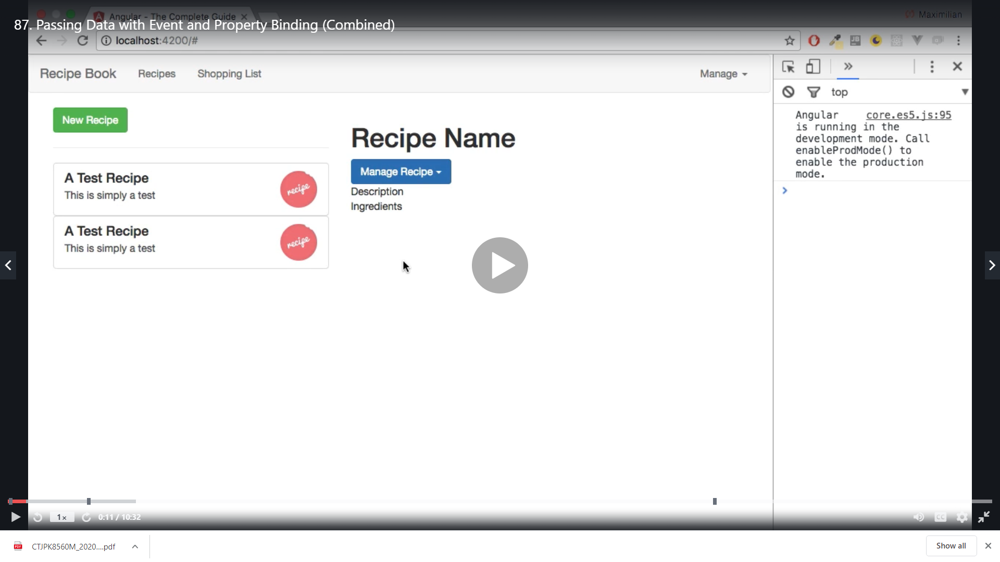 Angular - The Complete Guide
Maximilian
87. Passing Data with Event and Property Binding (Combined)
localhost:4200/#
JB
Recipe Book
Recipes
Shopping List
Manage
top
New Recipe
Recipe Name
Angular core.es5.js:95
is running in the
development mode. Call
enableProdMode() to
enable the production
mode.
Manage Recipe
Description
Ingredients
A Test Recipe
This is simply a test
recipe
A Test Recipe
This is simply a test
recipe
1x
0:11 / 10:32
CC
PDF
CTJPK8560M_2020....pdf
Show all